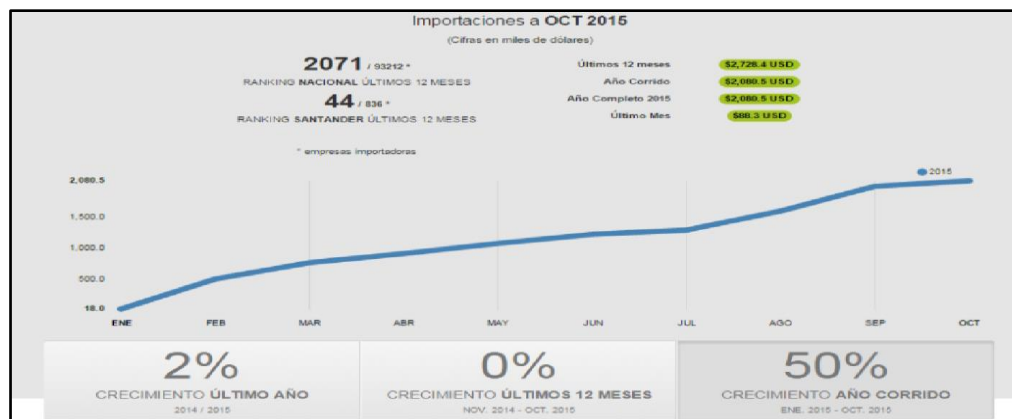 Importaciones a OCT 2015
(Cifras en miles de dólares)
2071 / 93212 *
RANKING NACIONAL ÚLTIMOS 12 MESES
44 / 836 *
RANKING SANTANDER ÚLTIMOS 12 MESES
* empresas importadoras
Últimos 12 meses $2,728.4 USD
Año Corrido $2,080.5 USD
Año Completo 2015 $2,080.5 USD
Último Mes $88.3 USD
2015
2,080.5
1,500.0
1,000.0
500.0
18.0
ENE FEB MAR ABR MAY JUN JUL AGO SEP OCT
2%
CRECIMIENTO ÚLTIMO AÑO
2014 / 2015
0%
CRECIMIENTO ÚLTIMOS 12 MESES
NOV. 2014 - OCT. 2015
50%
CRECIMIENTO AÑO CORRIDO
ENE. 2015 - OCT. 2015